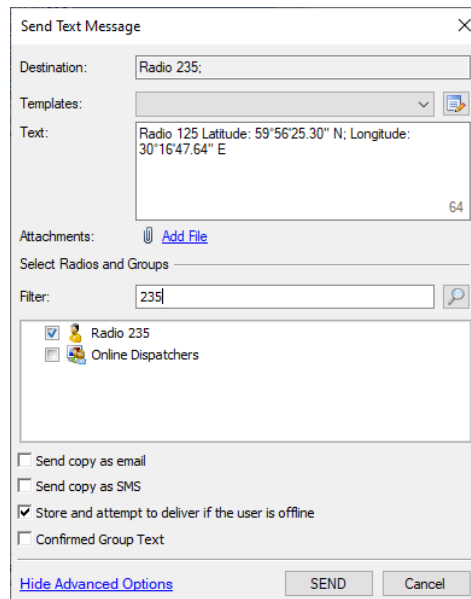 Send Text Message
Destination:
Radio 235;
Templates:
Text:
Radio 125 Latitude: 59°56'25.30" N; Longitude:
30°16'47.64" E
64
Attachments:
Add File
Select Radios and Groups
Filter:
235
Radio 235
Online Dispatchers
Send copy as email
Send copy as SMS
Store and attempt to deliver if the user is offline
Confirmed Group Text
Hide Advanced Options
SEND
Cancel